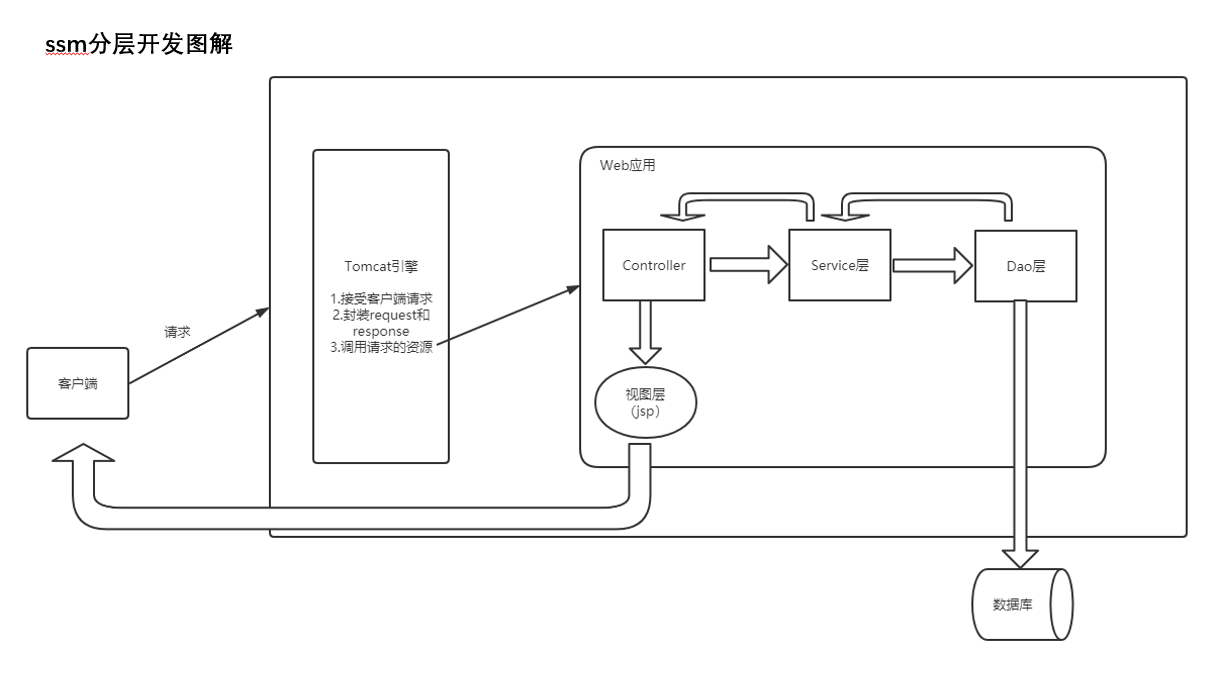 ssm分层开发图解
Web应用
Controller
Service层
Dao层
Tomcat引擎
1.接受客户端请求
2.封装request和
response
3.调用请求的资源
请求
客户端
视图层
（jsp）
数据库